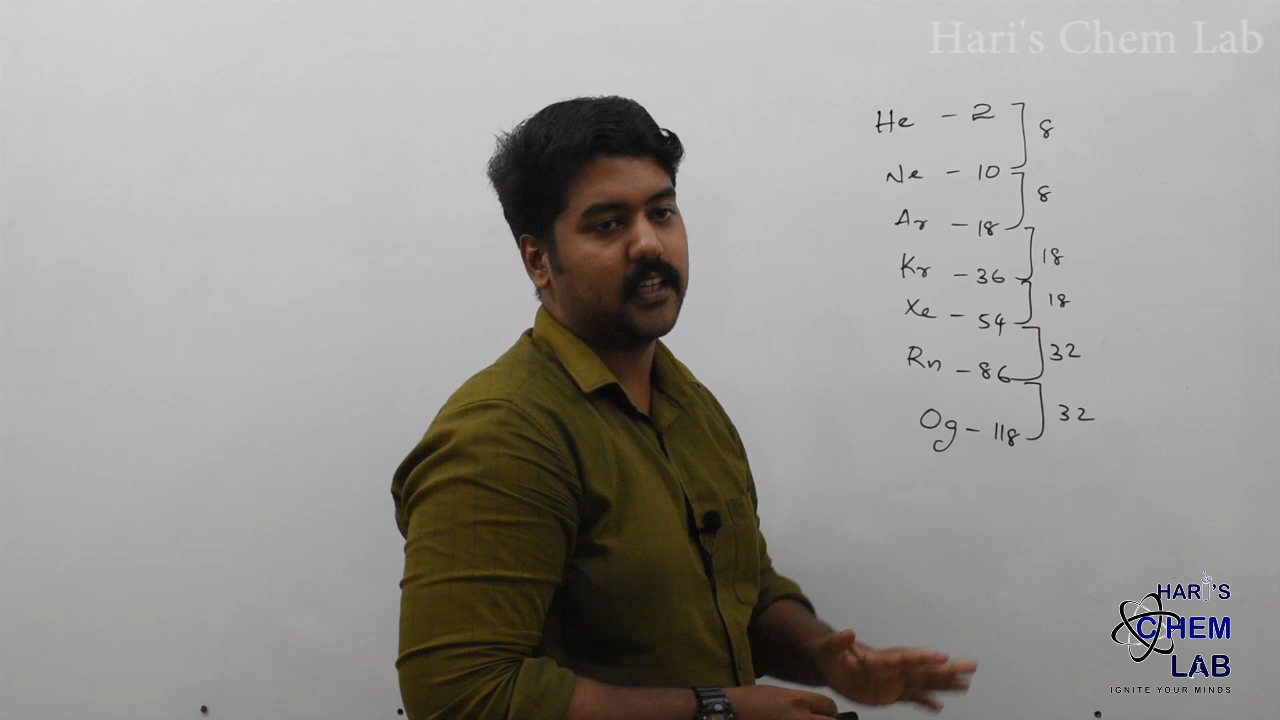 Hari's Chem Lab
He - 2
8
Ne - 10
8
Ar - 18
18
Kr - 36
18
Xe - 54
32
Rn - 86
32
Og - 118
HARI'S
CHEM
LAB
IGNITE YOUR MINDS